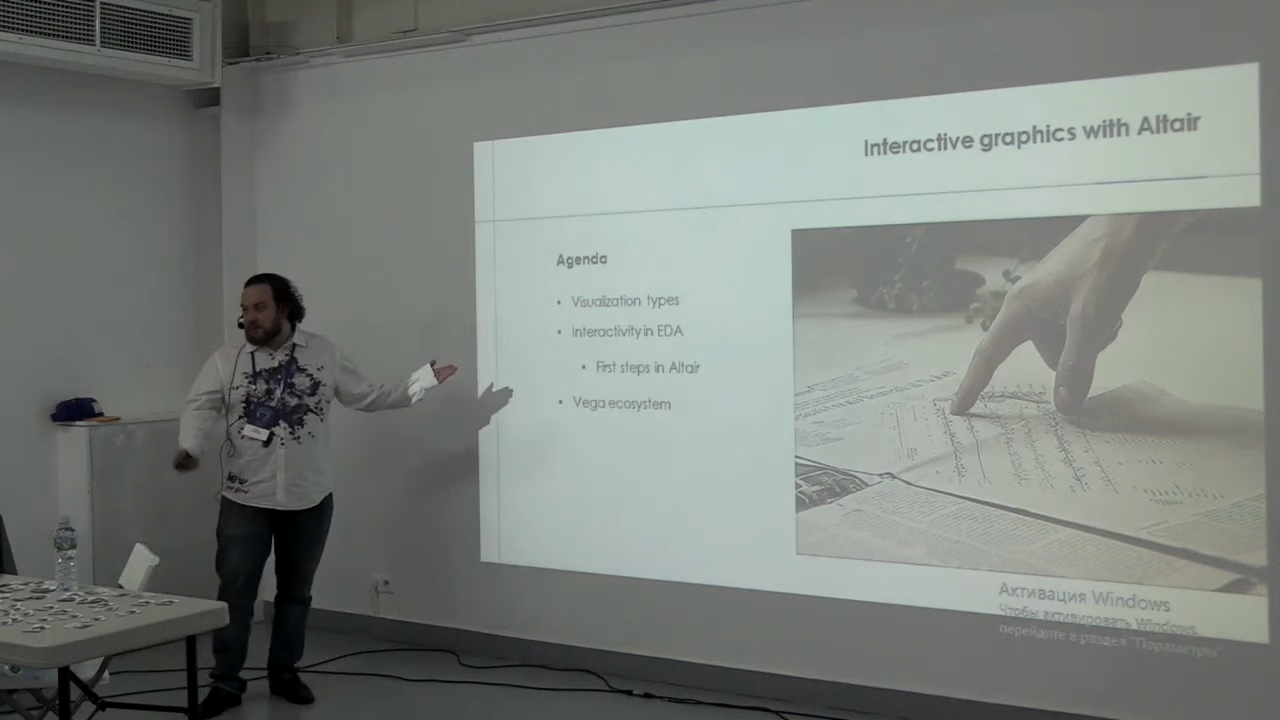 Interactive graphics with Altair
Agenda
• Visualization types
• Interactivity in EDA
• First steps in Altair
• Vega ecosystem
Активация Windows
Чтобы активировать Windows,
перейдите в раздел "Параметры"